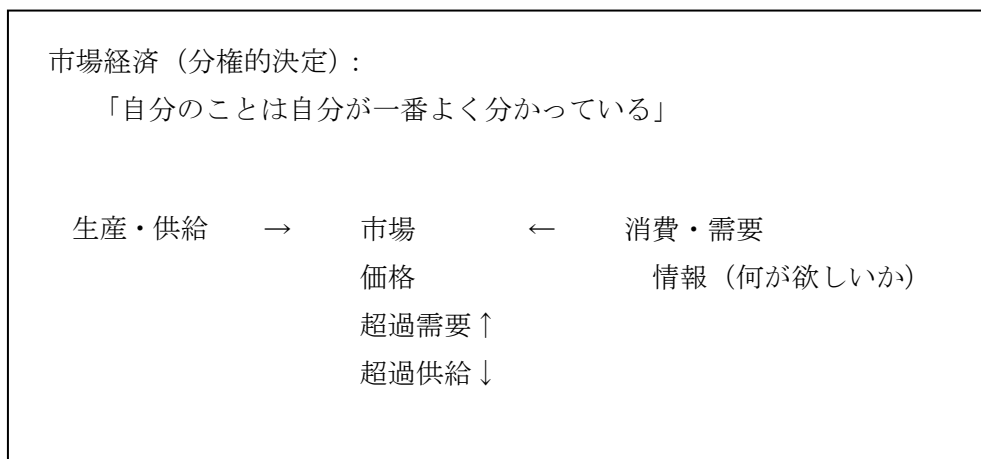 市場経済（分権的決定）:
「自分のことは自分が一番よく分かっている」
生産・供給 → 市場 ← 消費・需要
価格 情報（何が欲しいか）
超過需要↑
超過供給↓